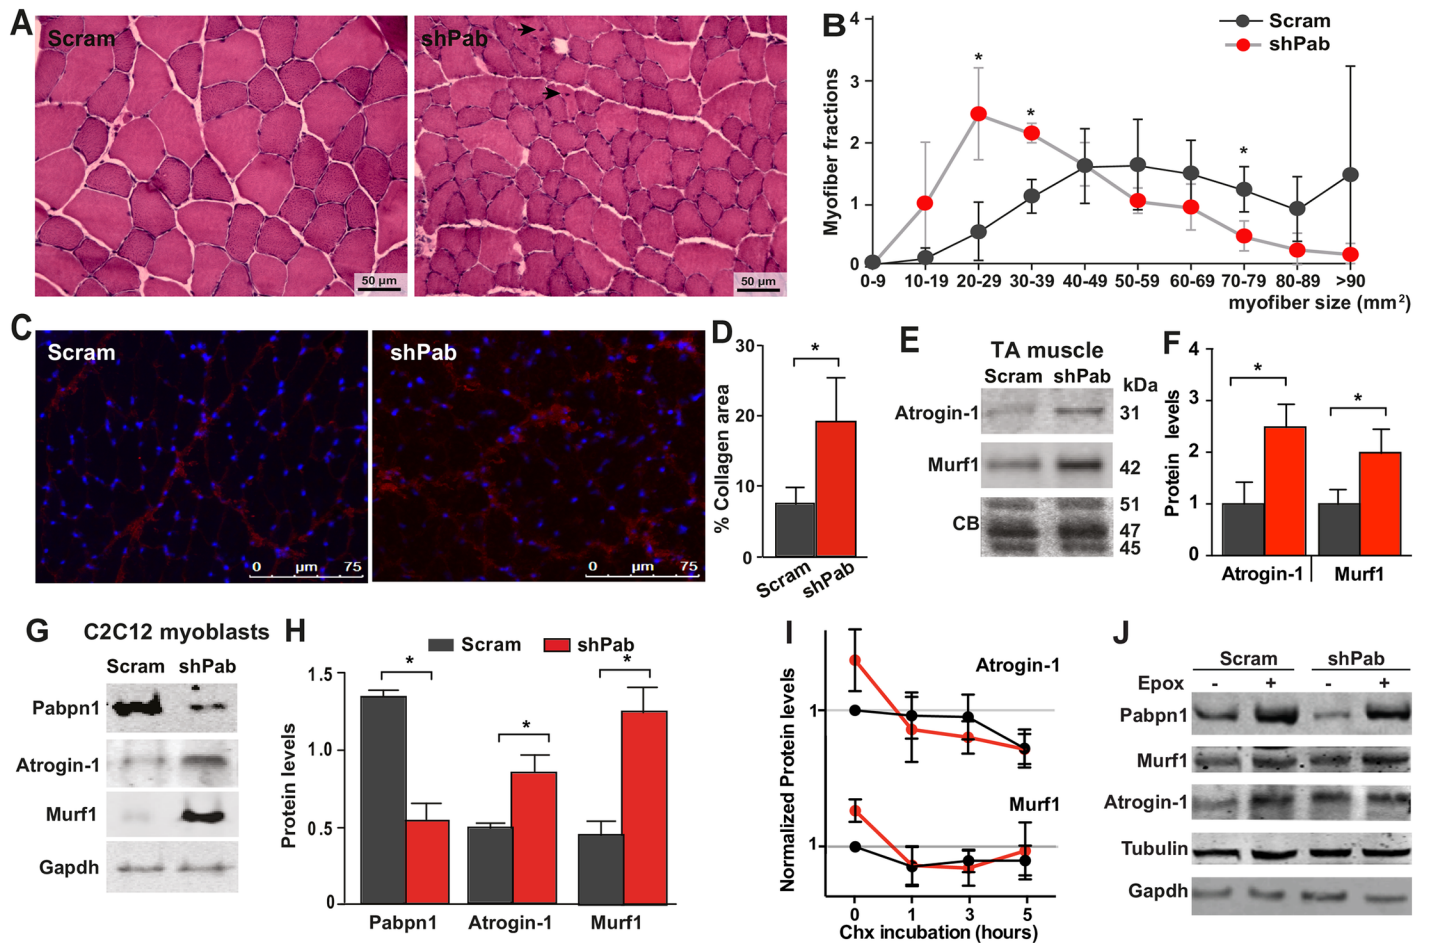 A
Scram
50 µm
shPab
50 µm
B
Scram
shPab
Myofiber fractions
4
3
2
1
0
*
*
*
0-9 10-19 20-29 30-39 40-49 50-59 60-69 70-79 80-89 >90
myofiber size (mm²)
C
Scram
0 µm 75
shPab
0 µm 75
D
% Collagen area
30
20
10
0
*
Scram shPab
E
TA muscle
Scram shPab kDa
Atrogin-1 31
Murf1 42
CB 51
47
45
F
Protein levels
4
3
2
1
0
*
*
Atrogin-1 Murf1
G
C2C12 myoblasts
Scram shPab
Pabpn1
Atrogin-1
Murf1
Gapdh
H
Scram shPab
Protein levels
1.5
1.0
0.5
0
*
*
*
Pabpn1 Atrogin-1 Murf1
I
Normalized Protein levels
Atrogin-1
1
Murf1
1
0 1 3 5
Chx incubation (hours)
J
Scram shPab
Epox - + - +
Pabpn1
Murf1
Atrogin-1
Tubulin
Gapdh